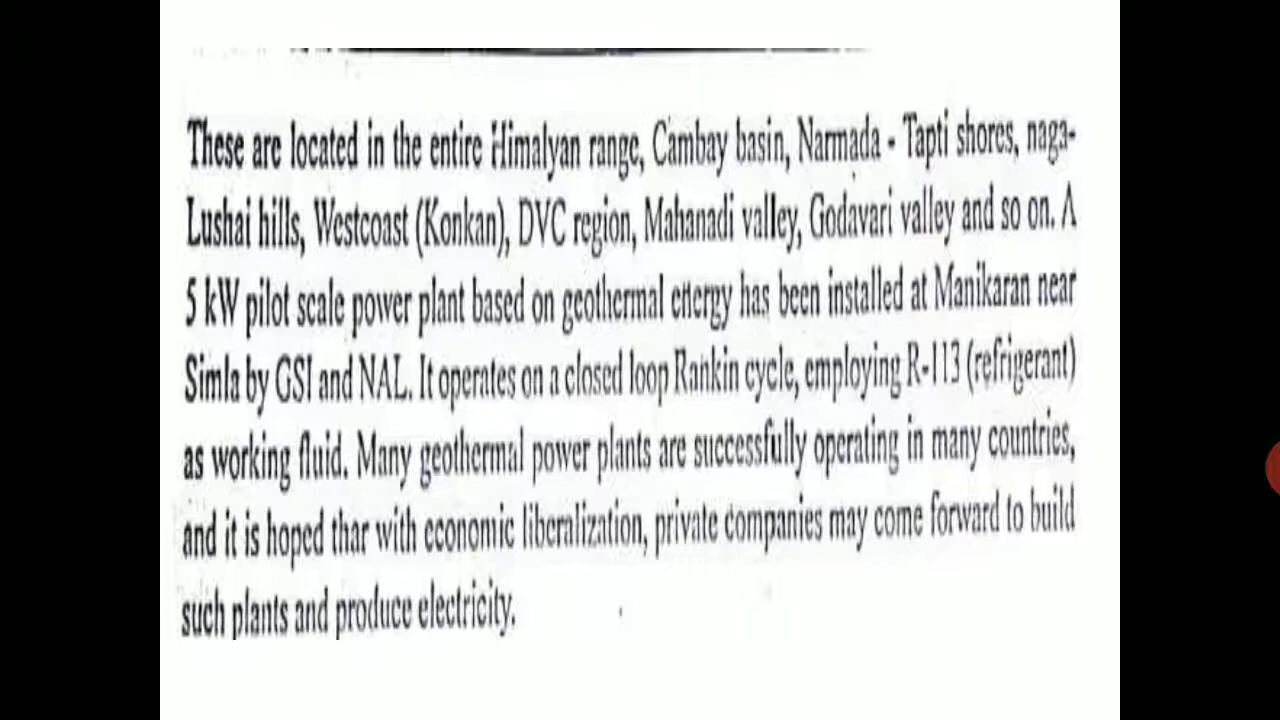 These are located in the entire Himalyan range, Cambay basin, Narmada - Tapti shores, naga-
Lushai hills, Westcoast (Konkan), DVC region, Mahanadi valley, Godavari valley and so on. A
5 kW pilot scale power plant based on geothermal energy has been installed at Manikaran near
Simla by GSI and NAL. It operates on a closed loop Rankin cycle, employing R-113 (refrigerant)
as working fluid. Many geothermal power plants are successfully operating in many countries,
and it is hoped thar with economic liberalization, private companies may come forward to build
such plants and produce electricity.